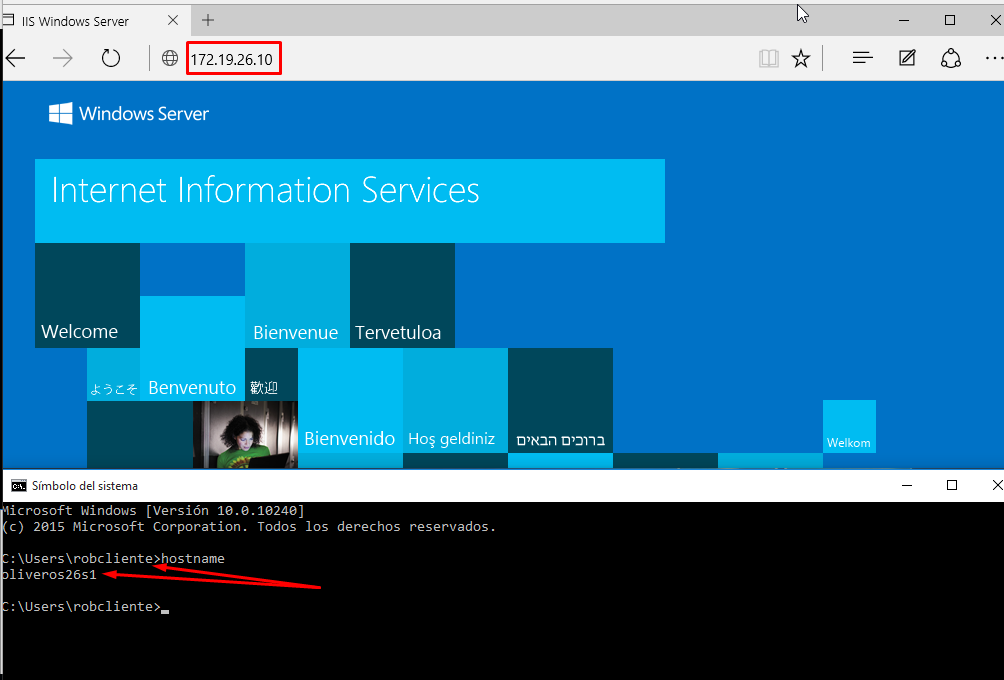 IIS Windows Server
172.19.26.10
Windows Server
Internet Information Services
Welcome
Bienvenue
Tervetuloa
ようこそ
Benvenuto
歡迎
Bienvenido
Hoş geldiniz
ברוכים הבאים
Welkom
Símbolo del sistema
Microsoft Windows [Versión 10.0.10240]
(c) 2015 Microsoft Corporation. Todos los derechos reservados.
C:\Users\robcliente>hostname
oliveros26s1
C:\Users\robcliente>_